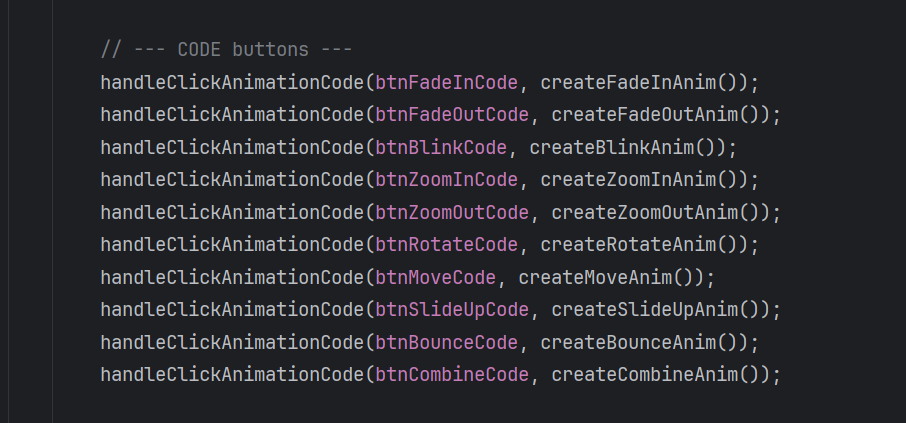 // --- CODE buttons ---
handleClickAnimationCode(btnFadeInCode, createFadeInAnim());
handleClickAnimationCode(btnFadeOutCode, createFadeOutAnim());
handleClickAnimationCode(btnBlinkCode, createBlinkAnim());
handleClickAnimationCode(btnZoomInCode, createZoomInAnim());
handleClickAnimationCode(btnZoomOutCode, createZoomOutAnim());
handleClickAnimationCode(btnRotateCode, createRotateAnim());
handleClickAnimationCode(btnMoveCode, createMoveAnim());
handleClickAnimationCode(btnSlideUpCode, createSlideUpAnim());
handleClickAnimationCode(btnBounceCode, createBounceAnim());
handleClickAnimationCode(btnCombineCode, createCombineAnim());